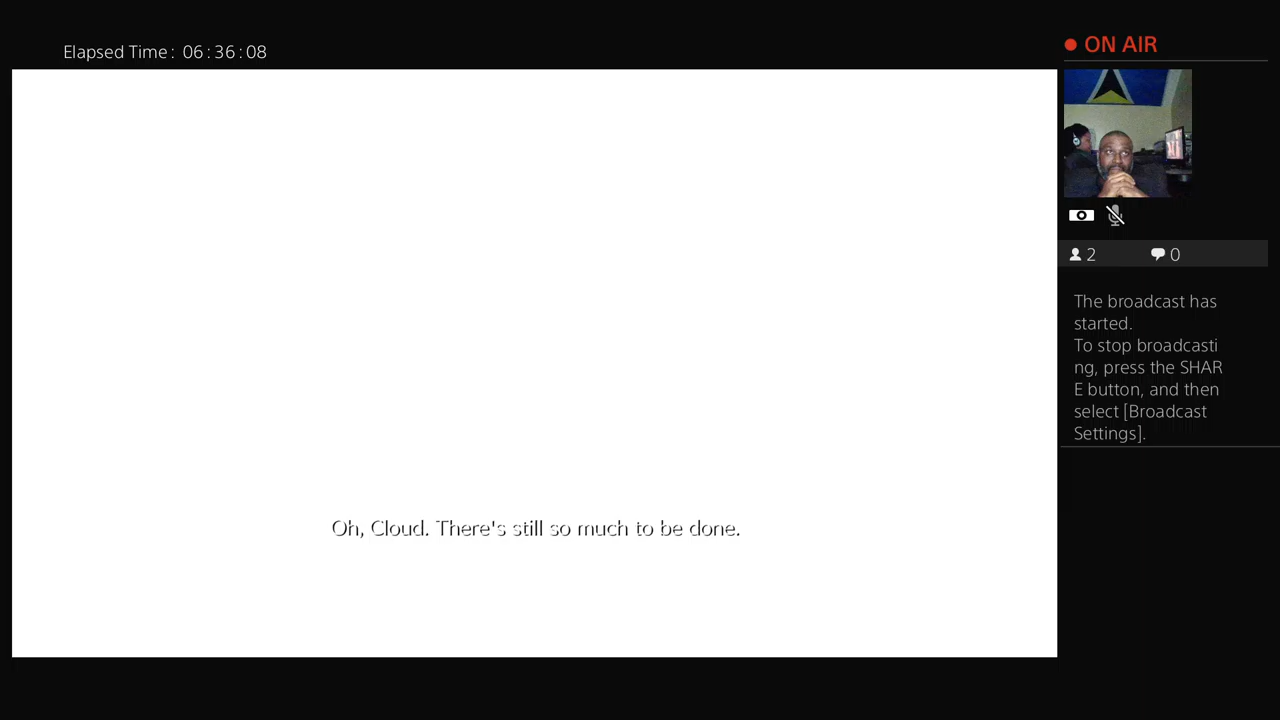 Elapsed Time: 06:36:08
ON AIR
2
0
The broadcast has
started.
To stop broadcasti
ng, press the SHAR
E button, and then
select [Broadcast
Settings].
Oh, Cloud. There's still so much to be done.